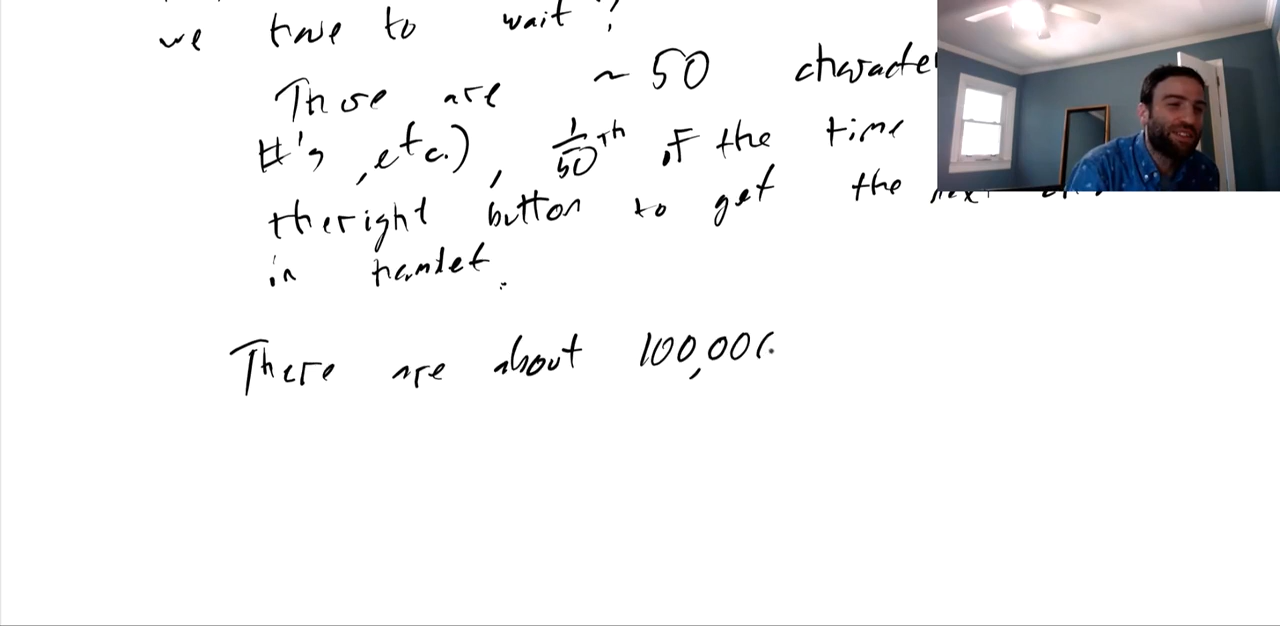 we have to wait?
Those are ~ 50 characte
#'s, etc.), 1/50th of the time
the right button to get the next
in hamlet.
There are about 100,000